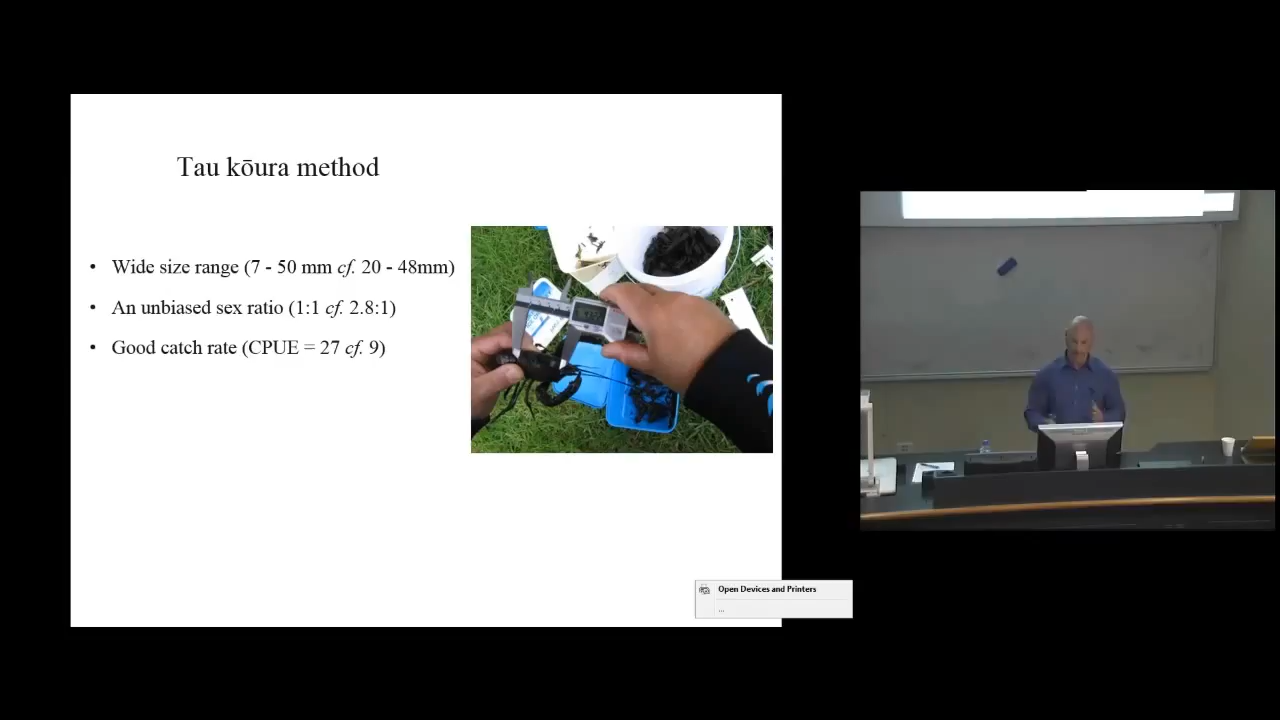 Tau kōura method
• Wide size range (7 - 50 mm cf. 20 - 48mm)
• An unbiased sex ratio (1:1 cf. 2.8:1)
• Good catch rate (CPUE = 27 cf. 9)
Open Devices and Printers
...